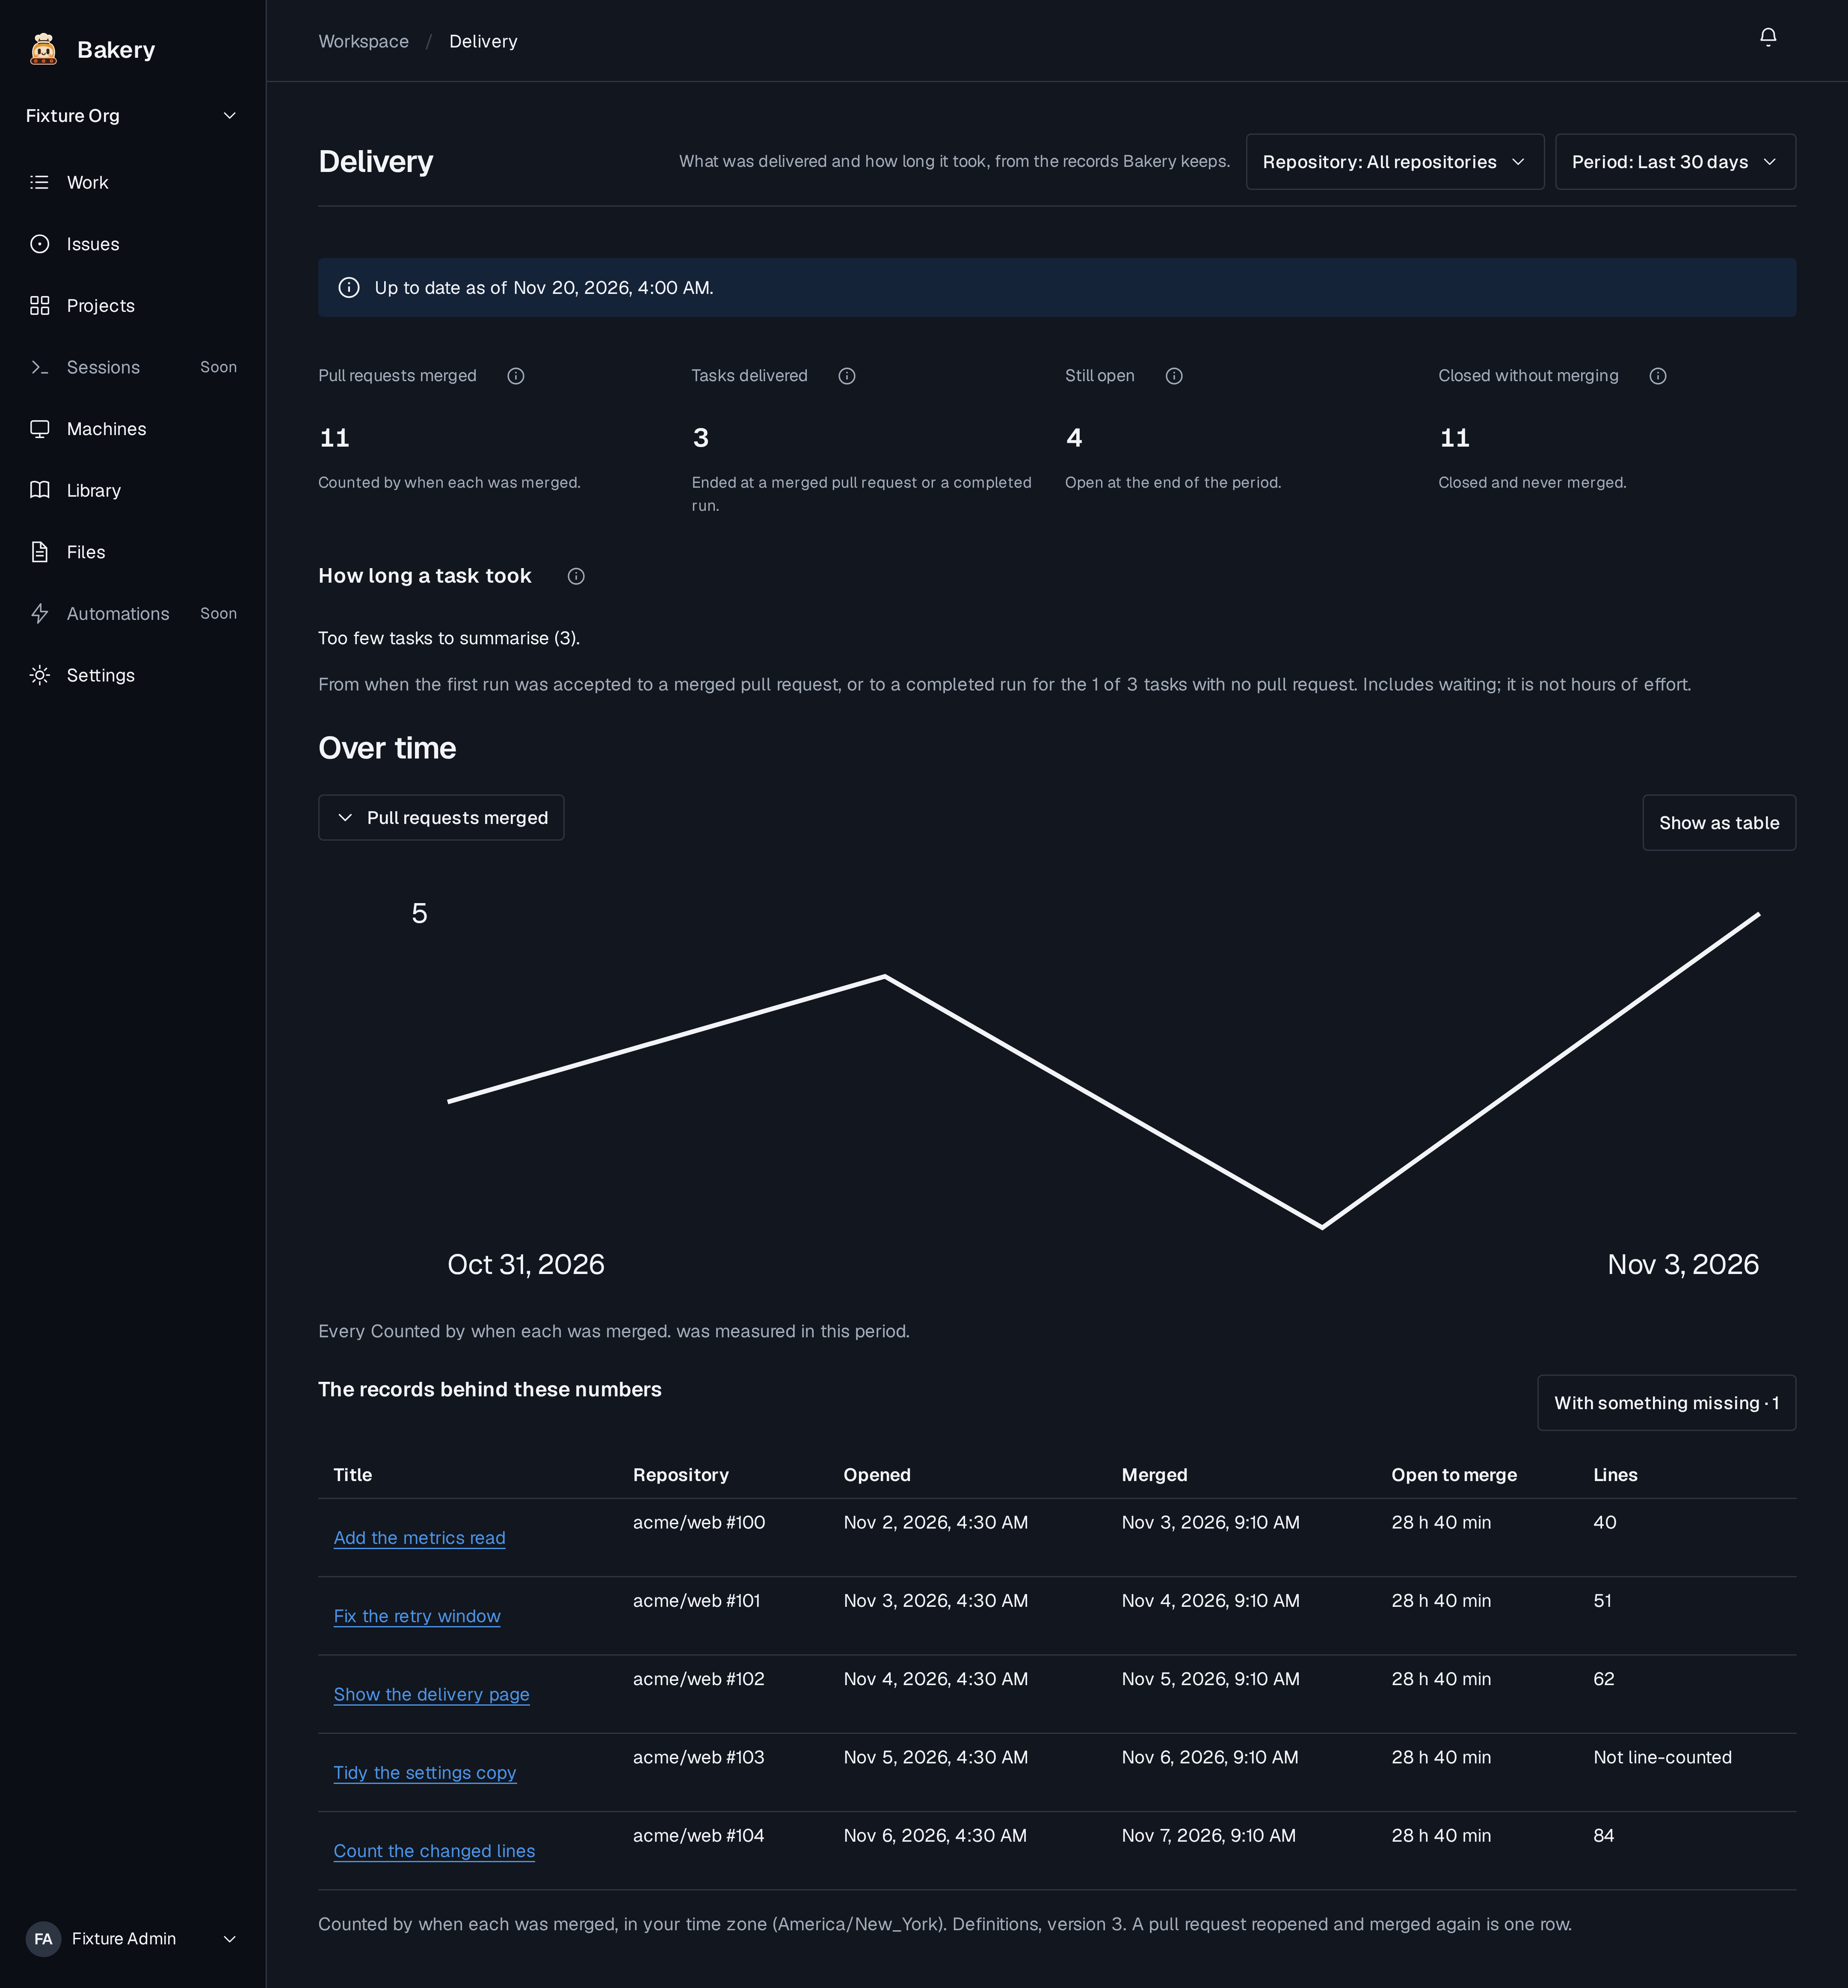 Bakery
Workspace / Delivery
Fixture Org
Work
Issues
Projects
Sessions Soon
Machines
Library
Files
Automations Soon
Settings
FA Fixture Admin
Delivery
What was delivered and how long it took, from the records Bakery keeps.
Repository: All repositories
Period: Last 30 days
Up to date as of Nov 20, 2026, 4:00 AM.
Pull requests merged
11
Counted by when each was merged.
Tasks delivered
3
Ended at a merged pull request or a completed
run.
Still open
4
Open at the end of the period.
Closed without merging
11
Closed and never merged.
How long a task took
Too few tasks to summarise (3).
From when the first run was accepted to a merged pull request, or to a completed run for the 1 of 3 tasks with no pull request. Includes waiting; it is not hours of effort.
Over time
Pull requests merged
Show as table
5
Oct 31, 2026 Nov 3, 2026
Every Counted by when each was merged. was measured in this period.
The records behind these numbers
With something missing · 1
Title Repository Opened Merged Open to merge Lines
Add the metrics read acme/web #100 Nov 2, 2026, 4:30 AM Nov 3, 2026, 9:10 AM 28 h 40 min 40
Fix the retry window acme/web #101 Nov 3, 2026, 4:30 AM Nov 4, 2026, 9:10 AM 28 h 40 min 51
Show the delivery page acme/web #102 Nov 4, 2026, 4:30 AM Nov 5, 2026, 9:10 AM 28 h 40 min 62
Tidy the settings copy acme/web #103 Nov 5, 2026, 4:30 AM Nov 6, 2026, 9:10 AM 28 h 40 min Not line-counted
Count the changed lines acme/web #104 Nov 6, 2026, 4:30 AM Nov 7, 2026, 9:10 AM 28 h 40 min 84
Counted by when each was merged, in your time zone (America/New_York). Definitions, version 3. A pull request reopened and merged again is one row.